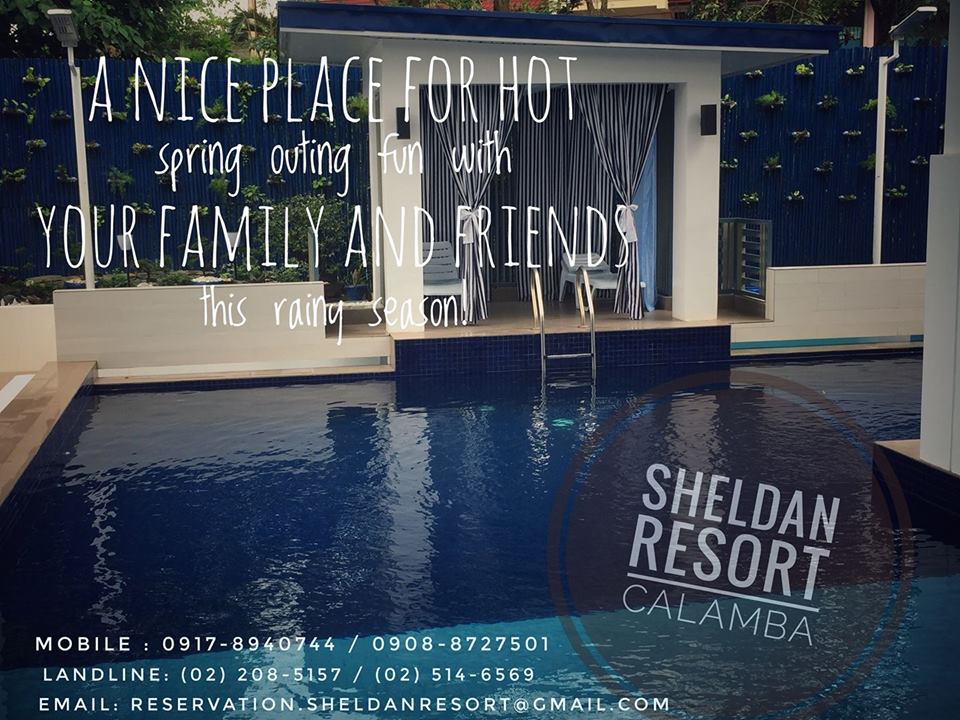 A NICE PLACE FOR HOT
spring outing fun with
YOUR FAMILY AND FRIENDS
this rainy season!
SHELDAN
RESORT
CALAMBA
MOBILE : 0917-8940744 / 0908-8727501
LANDLINE: (02) 208-5157 / (02) 514-6569
EMAIL: RESERVATION.SHELDANRESORT@GMAIL.COM